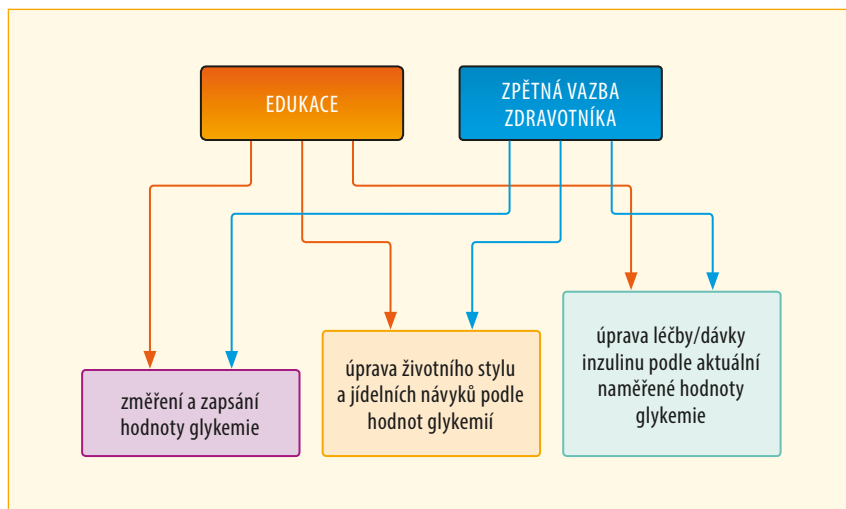 EDUKACE
ZPĚTNÁ VAZBA
ZDRAVOTNÍKA
změření a zapsání
hodnoty glykemie
úprava životního stylu
a jídelních návyků podle
hodnot glykemií
úprava léčby/dávky
inzulinu podle aktuální
naměřené hodnoty
glykemie